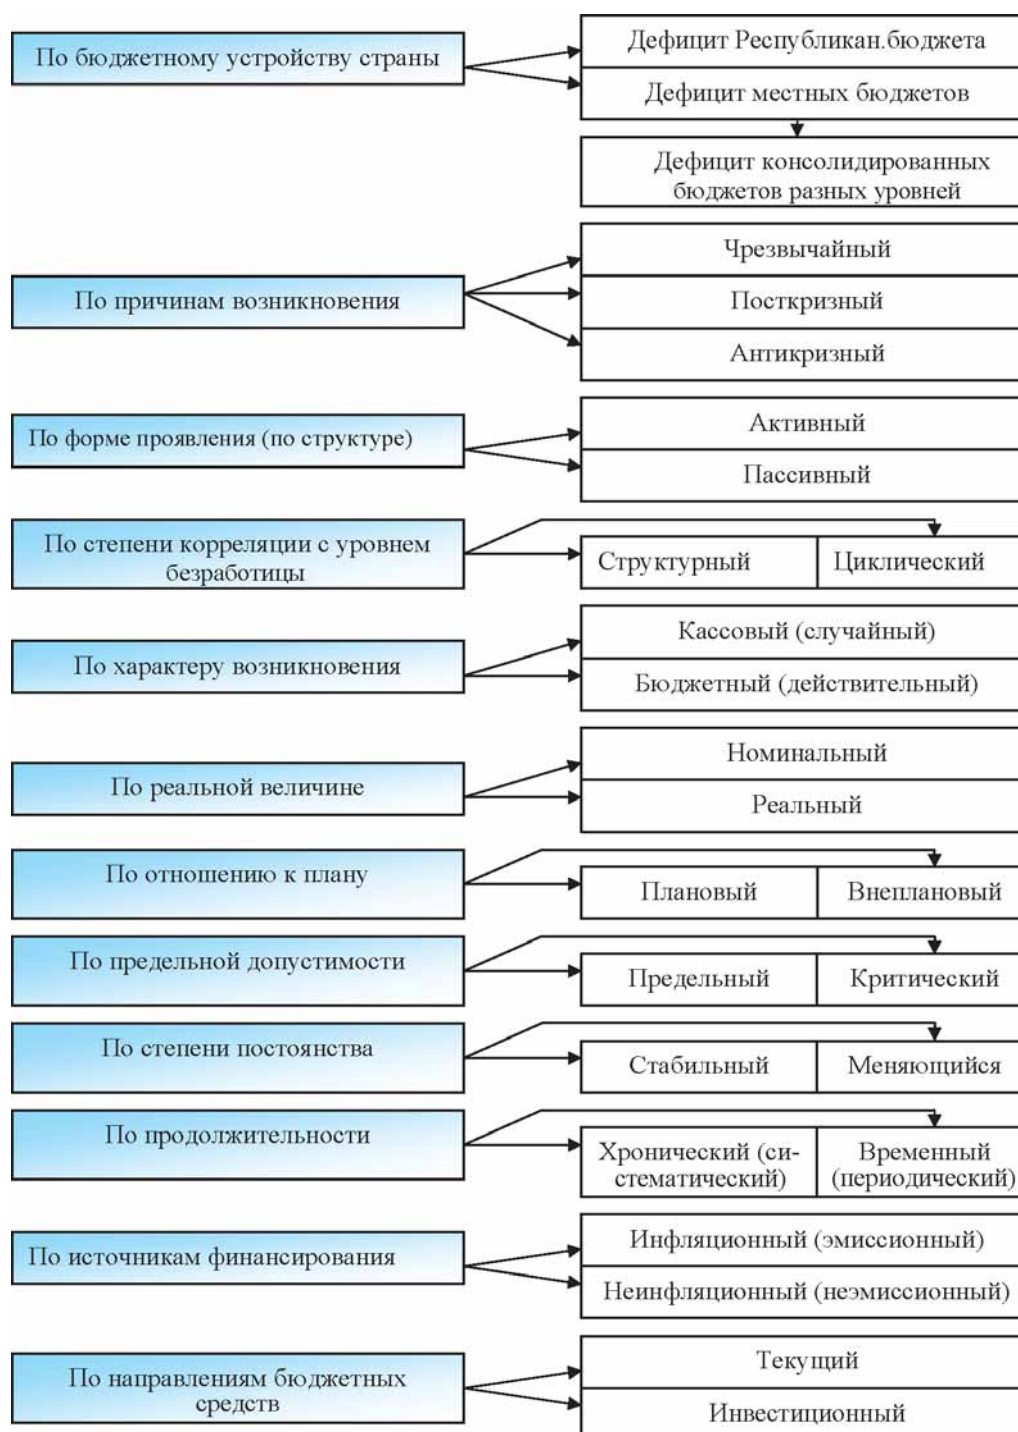 По бюджетному устройству страны
Дефицит Республикан.бюджета
Дефицит местных бюджетов
Дефицит консолидированных
бюджетов разных уровней
По причинам возникновения
Чрезвычайный
Посткризный
Антикризный
По форме проявления (по структуре)
Активный
Пассивный
По степени корреляции с уровнем
безработицы
Структурный
Циклический
По характеру возникновения
Кассовый (случайный)
Бюджетный (действительный)
По реальной величине
Номинальный
Реальный
По отношению к плану
Плановый
Внеплановый
По предельной допустимости
Предельный
Критический
По степени постоянства
Стабильный
Меняющийся
По продолжительности
Хронический (си-
стематический)
Временный
(периодический)
По источникам финансирования
Инфляционный (эмиссионный)
Неинфляционный (неэмиссионный)
По направлениям бюджетных
средств
Текущий
Инвестиционный